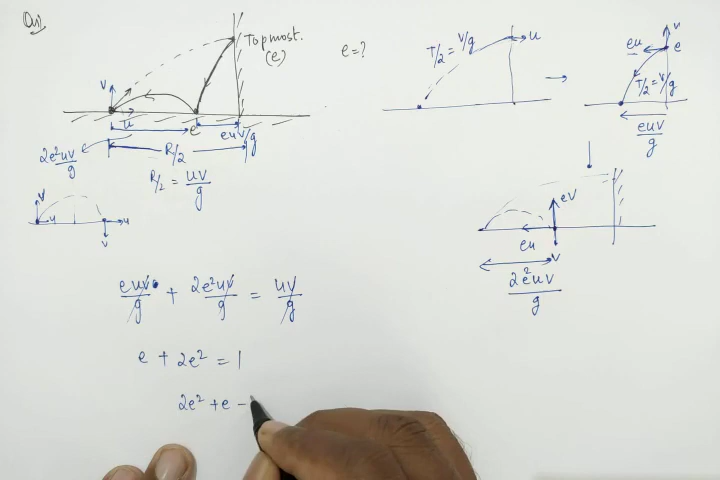 Qn)
Topmost.
(e)
e=?
v
u
e
euv/g
2e²uv/g
R/2
R/2 = uv/g
v
u
u
v
T/2 = v/g
u
v
eu
e
T/2 = v/g
euv/g
ev
eu
v
2e²uv/g
euv/g + 2e²uv/g = uv/g
e + 2e² = 1
2e² + e -